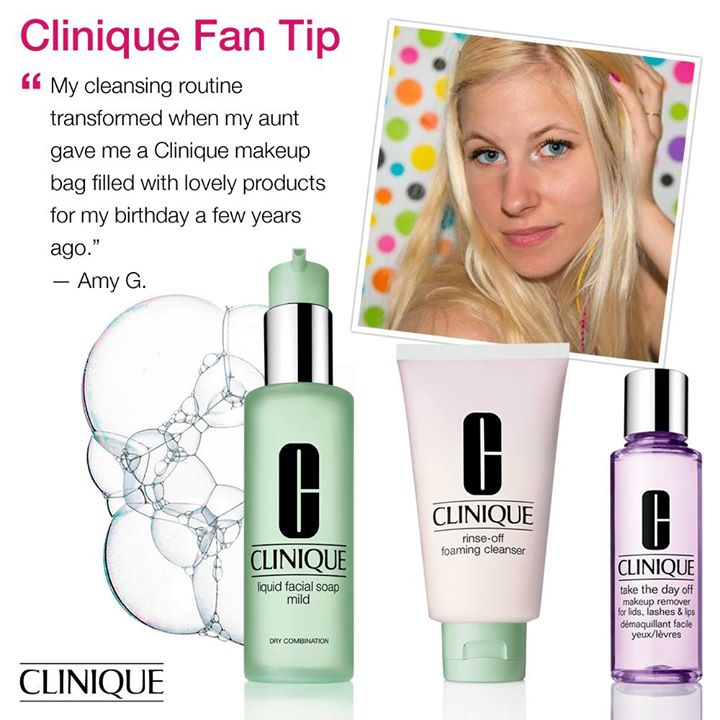 Clinique Fan Tip
“ My cleansing routine
transformed when my aunt
gave me a Clinique makeup
bag filled with lovely products
for my birthday a few years
ago.”
— Amy G.
CLINIQUE
liquid facial soap
mild
DRY COMBINATION
CLINIQUE
rinse-off
foaming cleanser
CLINIQUE
take the day off
makeup remover
for lids, lashes & lips
démaquillant facile
yeux/lèvres
CLINIQUE